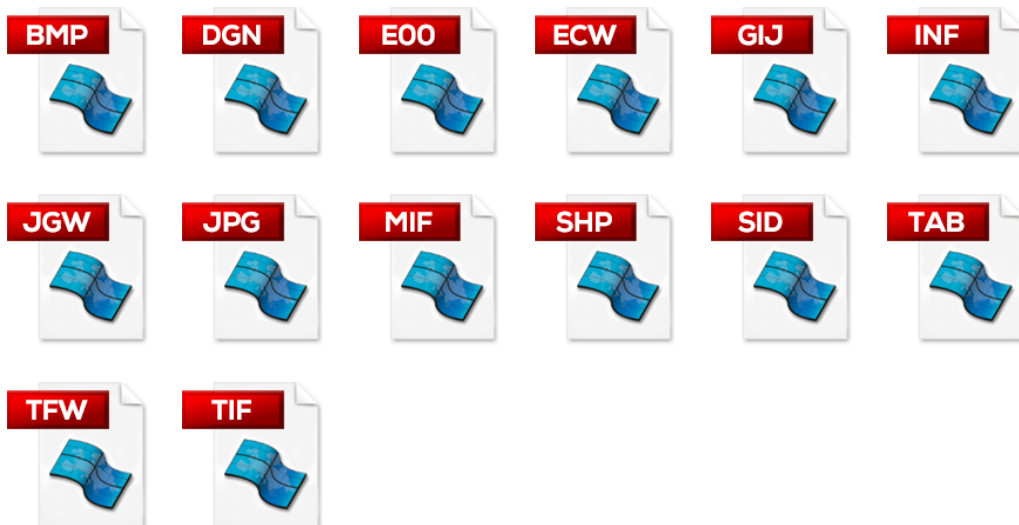 BMP DGN E00 ECW GIJ INF
JGW JPG MIF SHP SID TAB
TFW TIF